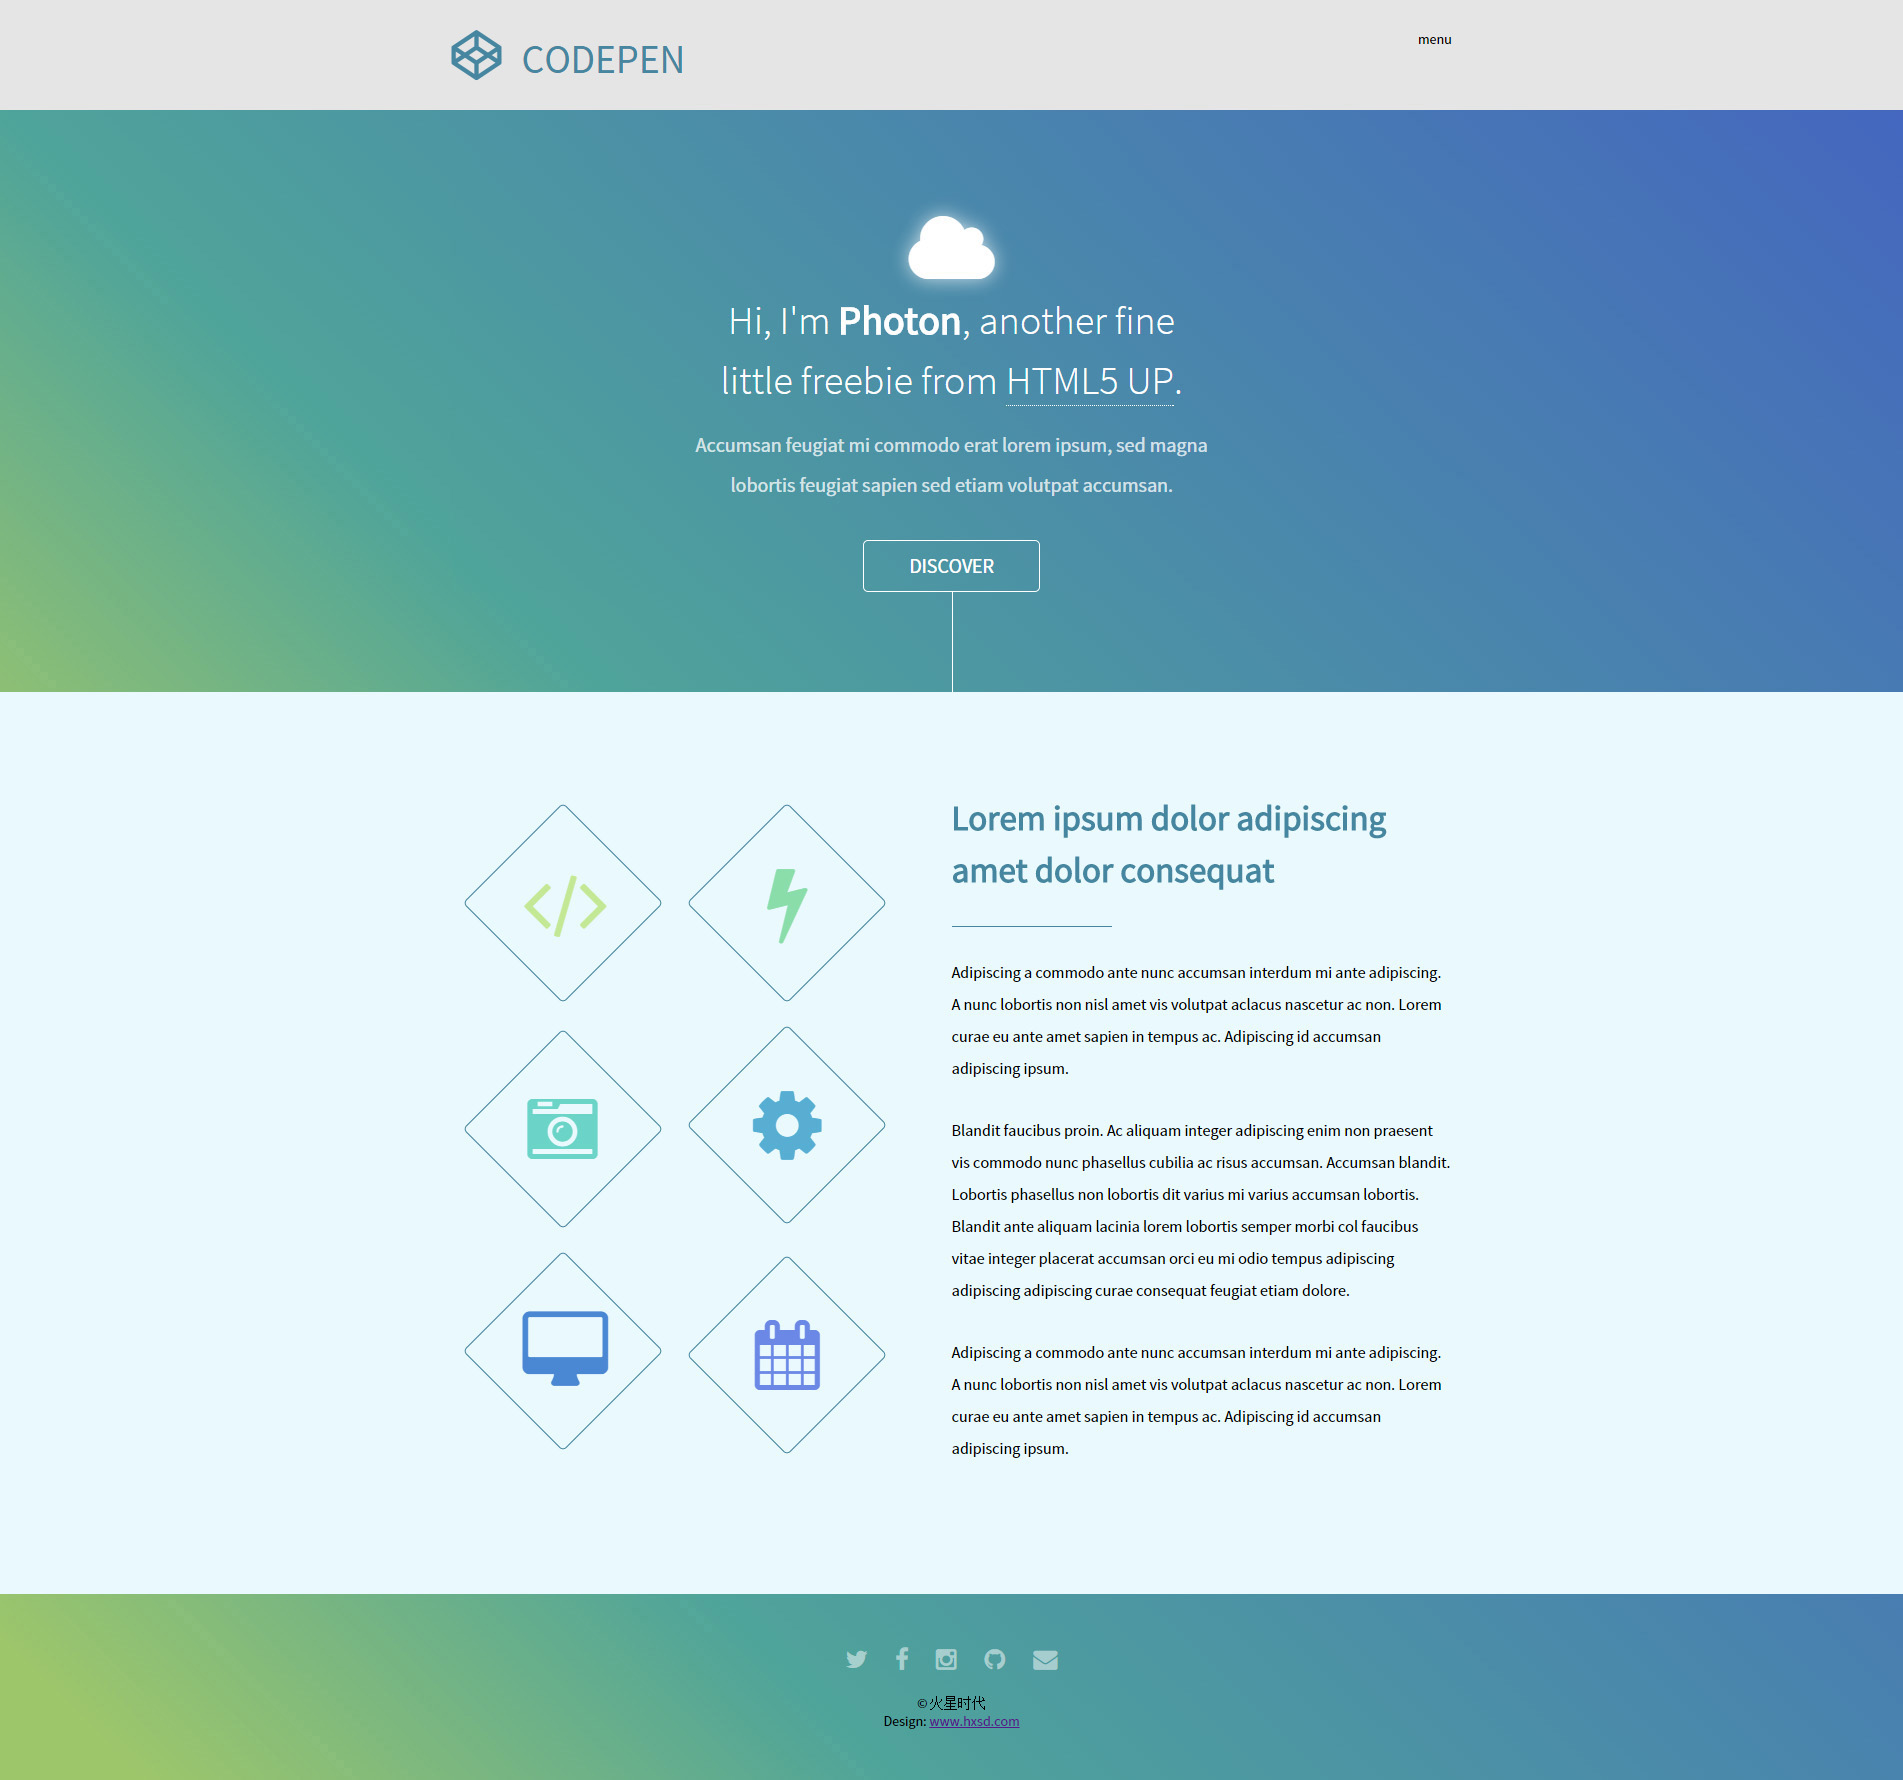 CODEPEN
menu
Hi, I'm Photon, another fine
little freebie from HTML5 UP.
Accumsan feugiat mi commodo erat lorem ipsum, sed magna
lobortis feugiat sapien sed etiam volutpat accumsan.
DISCOVER
Lorem ipsum dolor adipiscing
amet dolor consequat
Adipiscing a commodo ante nunc accumsan interdum mi ante adipiscing.
A nunc lobortis non nisl amet vis volutpat aclacus nascetur ac non. Lorem
curae eu ante amet sapien in tempus ac. Adipiscing id accumsan
adipiscing ipsum.
Blandit faucibus proin. Ac aliquam integer adipiscing enim non praesent
vis commodo nunc phasellus cubilia ac risus accumsan. Accumsan blandit.
Lobortis phasellus non lobortis dit varius mi varius accumsan lobortis.
Blandit ante aliquam lacinia lorem lobortis semper morbi col faucibus
vitae integer placerat accumsan orci eu mi odio tempus adipiscing
adipiscing adipiscing curae consequat feugiat etiam dolore.
Adipiscing a commodo ante nunc accumsan interdum mi ante adipiscing.
A nunc lobortis non nisl amet vis volutpat aclacus nascetur ac non. Lorem
curae eu ante amet sapien in tempus ac. Adipiscing id accumsan
adipiscing ipsum.
©火星时代
Design: www.hxsd.com